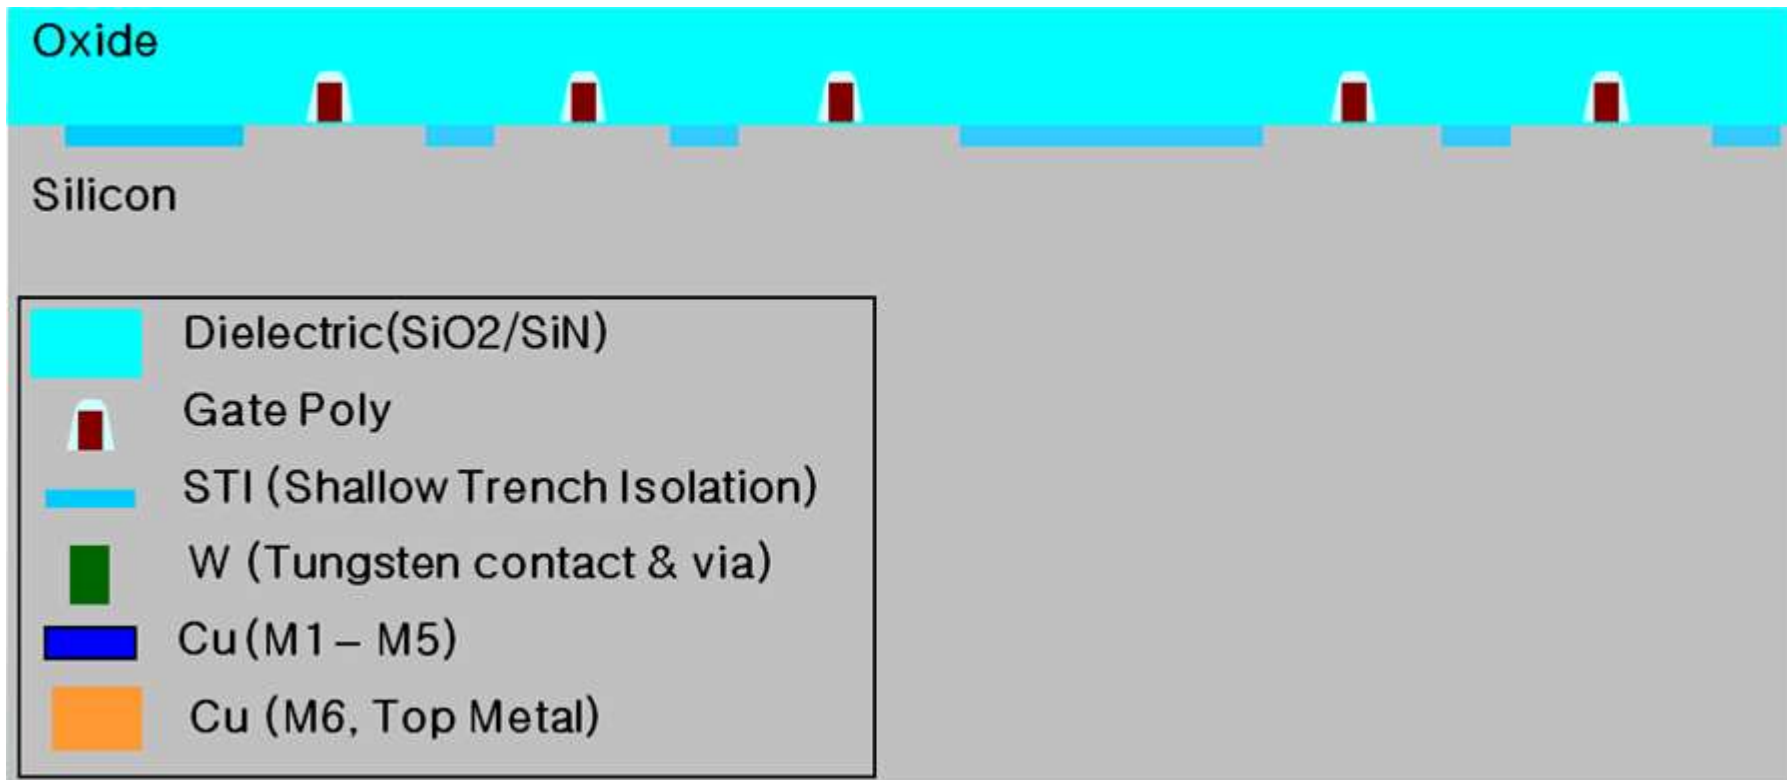 Oxide
Silicon
Dielectric(SiO2/SiN)
Gate Poly
STI (Shallow Trench Isolation)
W (Tungsten contact & via)
Cu(M1 – M5)
Cu (M6, Top Metal)